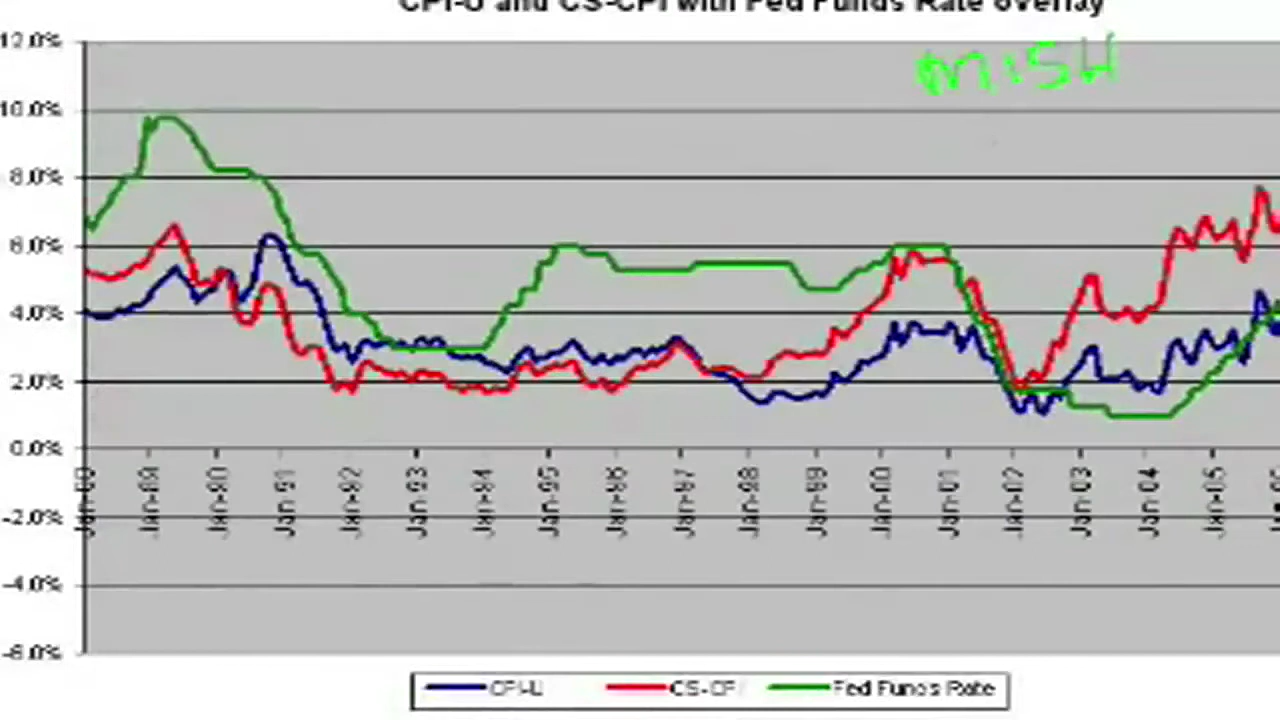 CPI-U and CS-CPI with Fed Funds Rate overlay
MISH
12.0%
10.0%
8.0%
6.0%
4.0%
2.0%
0.0%
-2.0%
-4.0%
-6.0%
Jan-89
Jan-90
Jan-91
Jan-92
Jan-93
Jan-94
Jan-95
Jan-96
Jan-97
Jan-98
Jan-99
Jan-00
Jan-01
Jan-02
Jan-03
Jan-04
Jan-05
CPI-U
CS-CPI
Fed Funds Rate